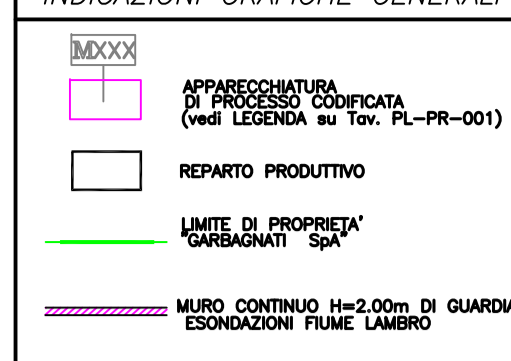 INDICAZIONI GRAFICHE GENERALI
MXXX
APPARECCHIATURA
DI PROCESSO CODIFICATA
(vedi LEGENDA su Tav. PL-PR-001)
REPARTO PRODUTTIVO
LIMITE DI PROPRIETA'
"GARBAGNATI SpA"
MURO CONTINUO H=2.00m DI GUARDIA
ESONDAZIONI FIUME LAMBRO